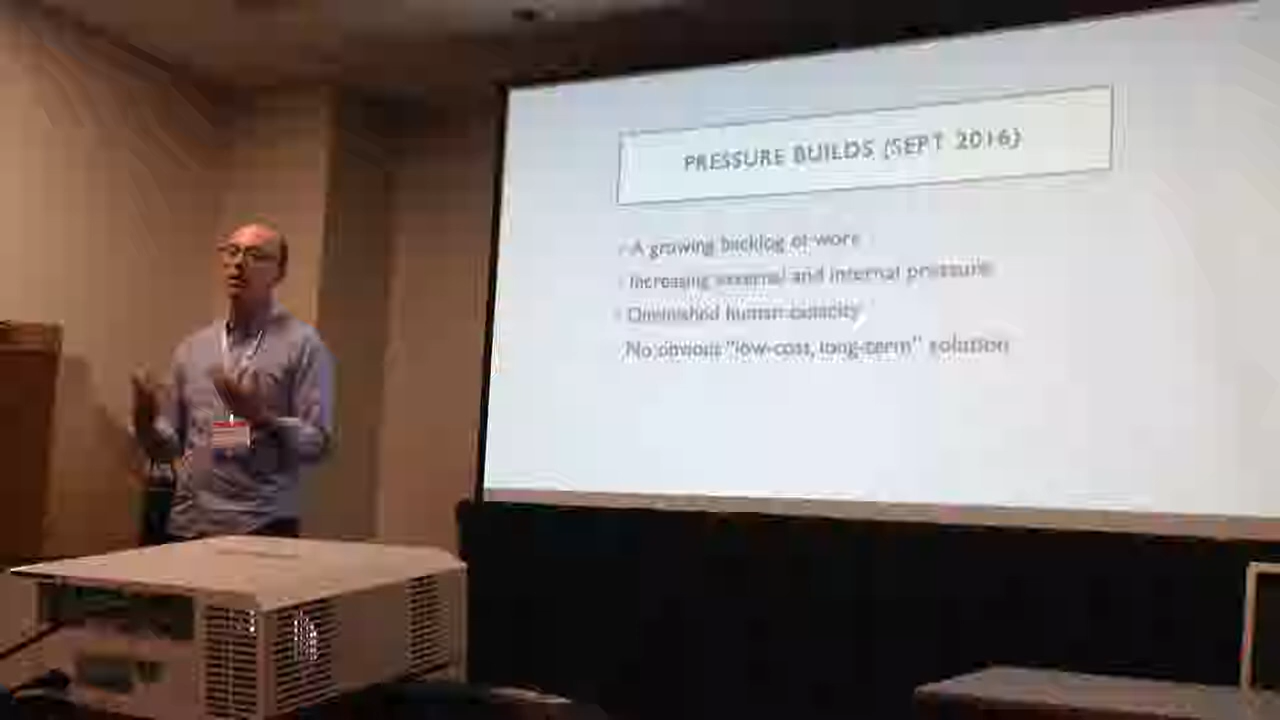 PRESSURE BUILDS (SEPT 2016)
A growing backlog of work
Increasing external and internal pressure
Diminished human capacity
No obvious "low-cost, long-term" solution